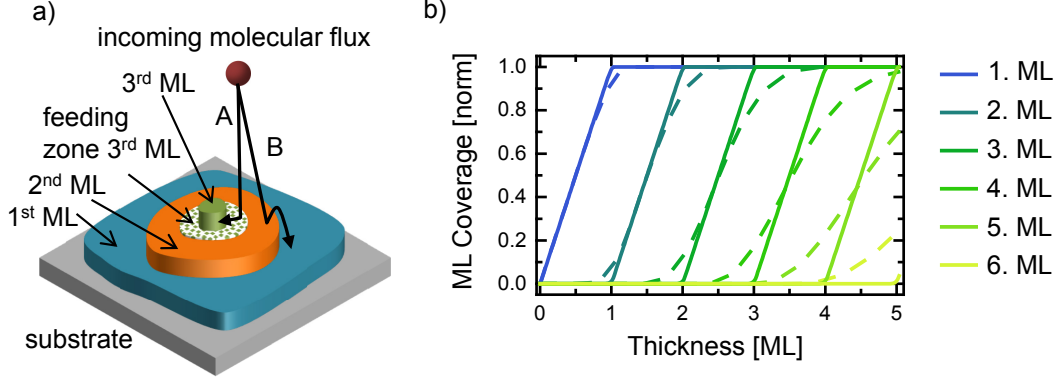 a)
incoming molecular flux
3rd ML
A
B
feeding
zone 3rd ML
2nd ML
1st ML
substrate
b)
ML Coverage [norm]
1.0
0.8
0.6
0.4
0.2
0.0
0 1 2 3 4 5
Thickness [ML]
1. ML
2. ML
3. ML
4. ML
5. ML
6. ML